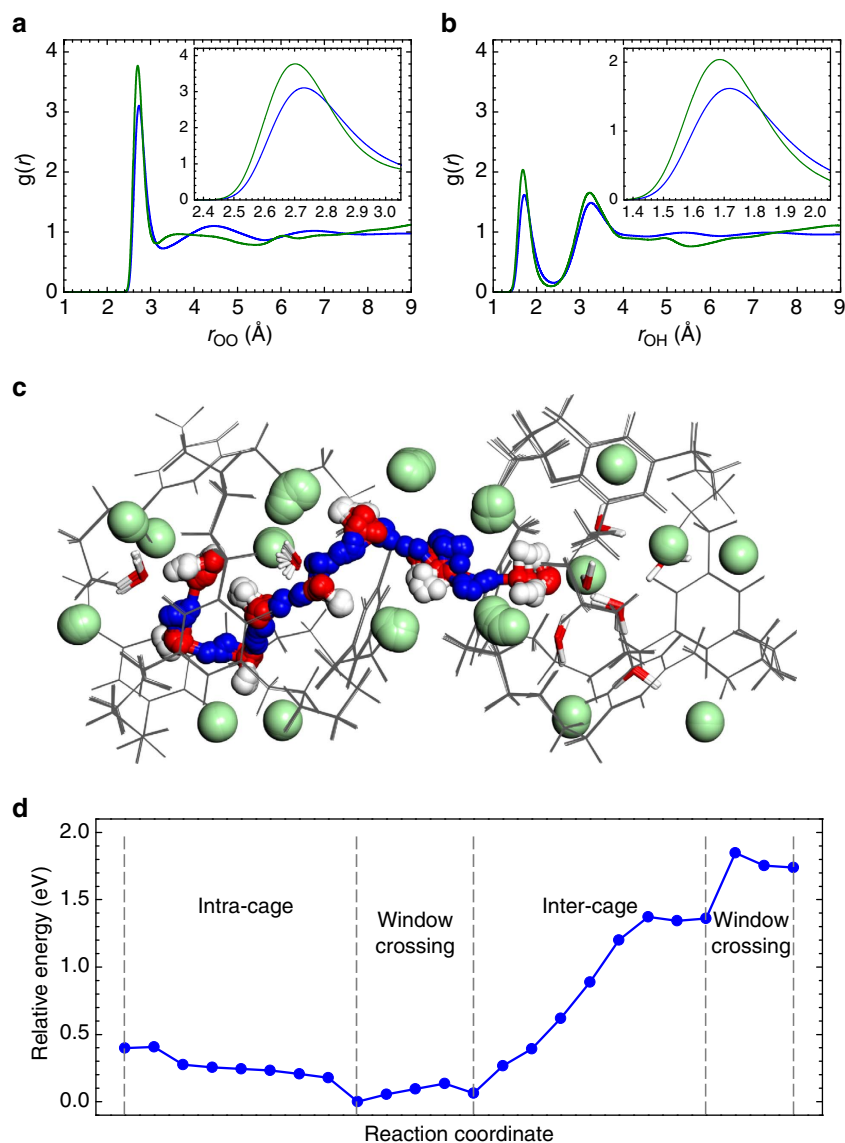 a
4
3
2
1
0
g(r)
4
3
2
1
0
2.4 2.5 2.6 2.7 2.8 2.9 3.0
1 2 3 4 5 6 7 8 9
rOO (Å)
b
4
3
2
1
0
g(r)
2
1
0
1.4 1.5 1.6 1.7 1.8 1.9 2.0
1 2 3 4 5 6 7 8 9
rOH (Å)
c
d
2.0
1.5
1.0
0.5
0.0
Relative energy (eV)
Intra-cage
Window
crossing
Inter-cage
Window
crossing
Reaction coordinate